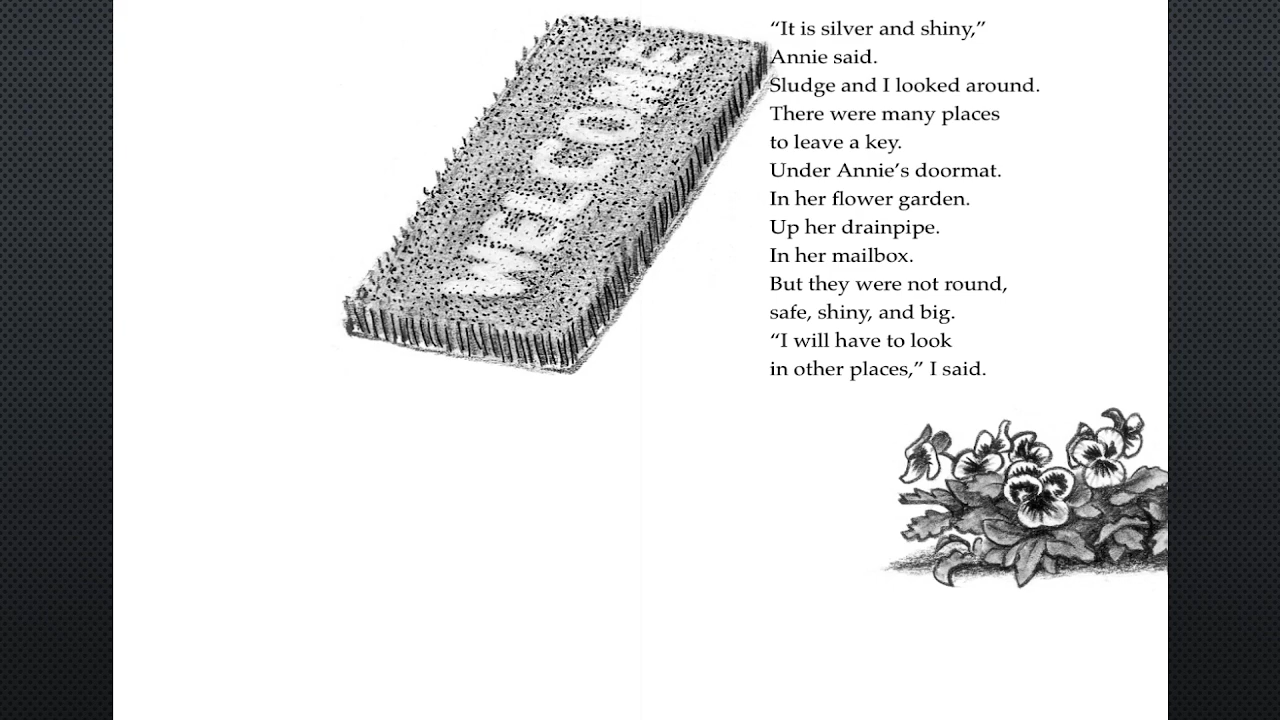 WELCOME
“It is silver and shiny,”
Annie said.
Sludge and I looked around.
There were many places
to leave a key.
Under Annie’s doormat.
In her flower garden.
Up her drainpipe.
In her mailbox.
But they were not round,
safe, shiny, and big.
“I will have to look
in other places,” I said.